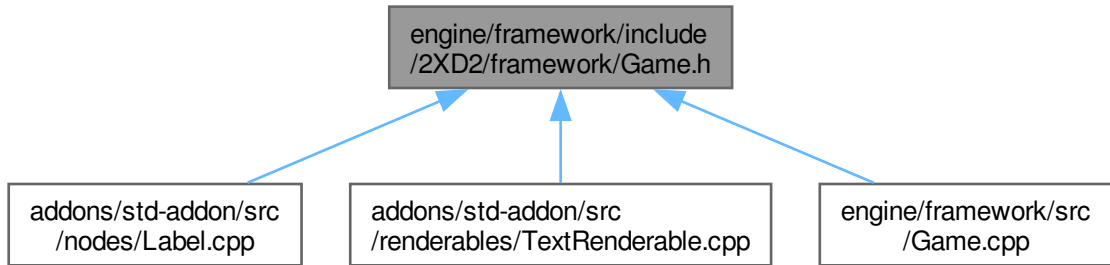 engine/framework/include
/2XD2/framework/Game.h
addons/std-addon/src
/nodes/Label.cpp
addons/std-addon/src
/renderables/TextRenderable.cpp
engine/framework/src
/Game.cpp